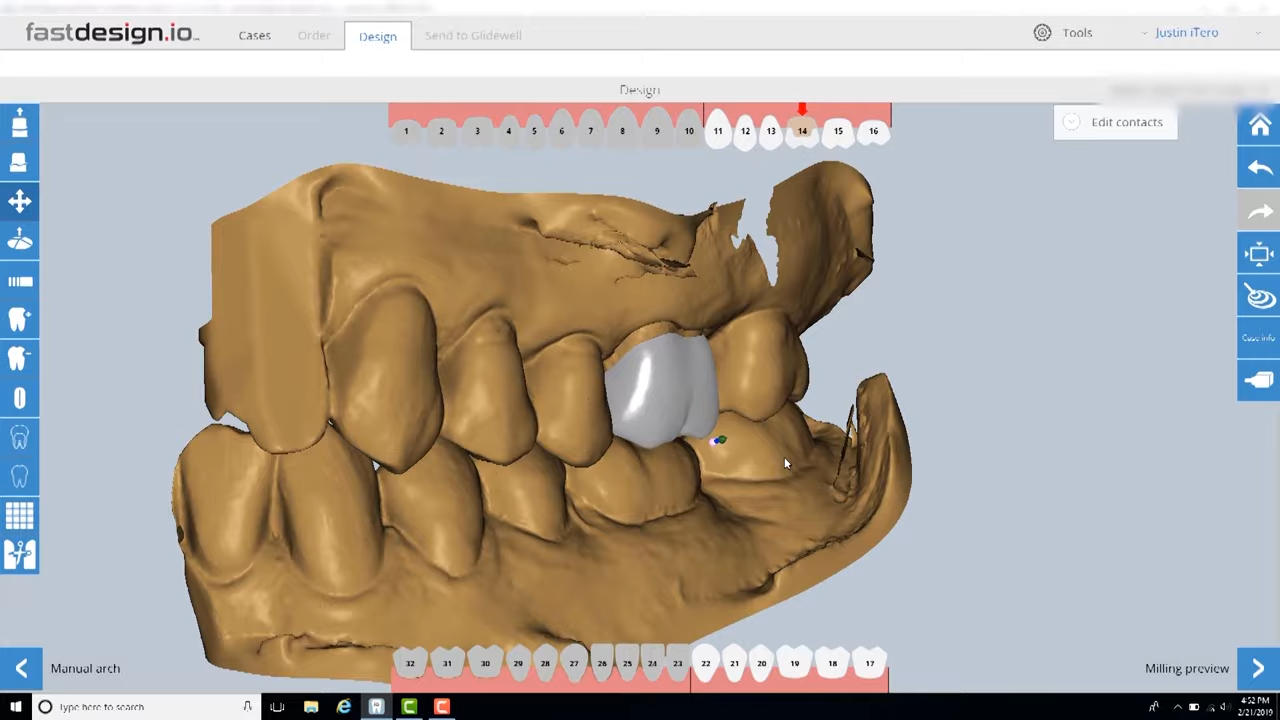 fastdesign.io
Cases
Order
Design
Send to Glidewell
Tools
Justin iTero
Design
1 2 3 4 5 6 7 8 9 10 11 12 13 14 15 16
Edit contacts
Case info
32 31 30 29 28 27 26 25 24 23 22 21 20 19 18 17
Manual arch
Milling preview
Type here to search
4:52 PM
2/21/2019